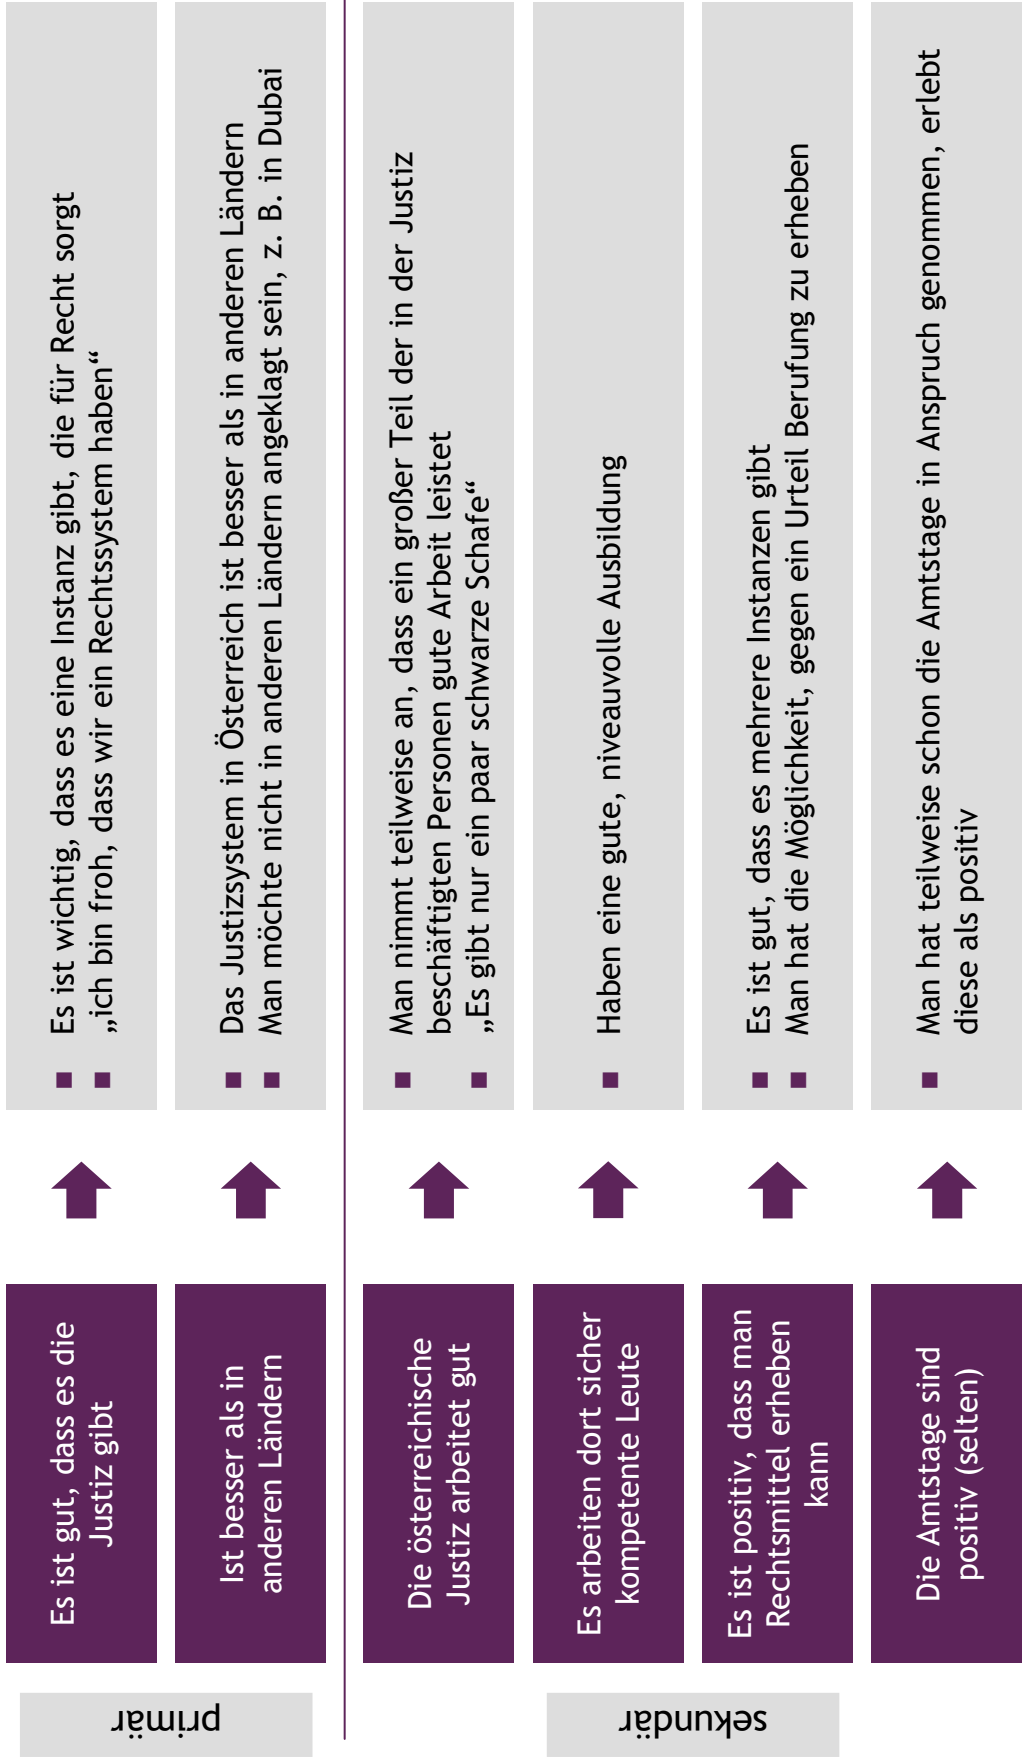 primär
Es ist gut, dass es die
Justiz gibt
■ Es ist wichtig, dass es eine Instanz gibt, die für Recht sorgt
■ „ich bin froh, dass wir ein Rechtssystem haben“
Ist besser als in
anderen Ländern
■ Das Justizsystem in Österreich ist besser als in anderen Ländern
■ Man möchte nicht in anderen Ländern angeklagt sein, z. B. in Dubai
sekundär
Die österreichische
Justiz arbeitet gut
■ Man nimmt teilweise an, dass ein großer Teil der in der Justiz
beschäftigten Personen gute Arbeit leistet
■ „Es gibt nur ein paar schwarze Schafe“
Es arbeiten dort sicher
kompetente Leute
■ Haben eine gute, niveauvolle Ausbildung
Es ist positiv, dass man
Rechtsmittel erheben
kann
■ Es ist gut, dass es mehrere Instanzen gibt
■ Man hat die Möglichkeit, gegen ein Urteil Berufung zu erheben
Die Amtstage sind
positiv (selten)
■ Man hat teilweise schon die Amtstage in Anspruch genommen, erlebt
diese als positiv